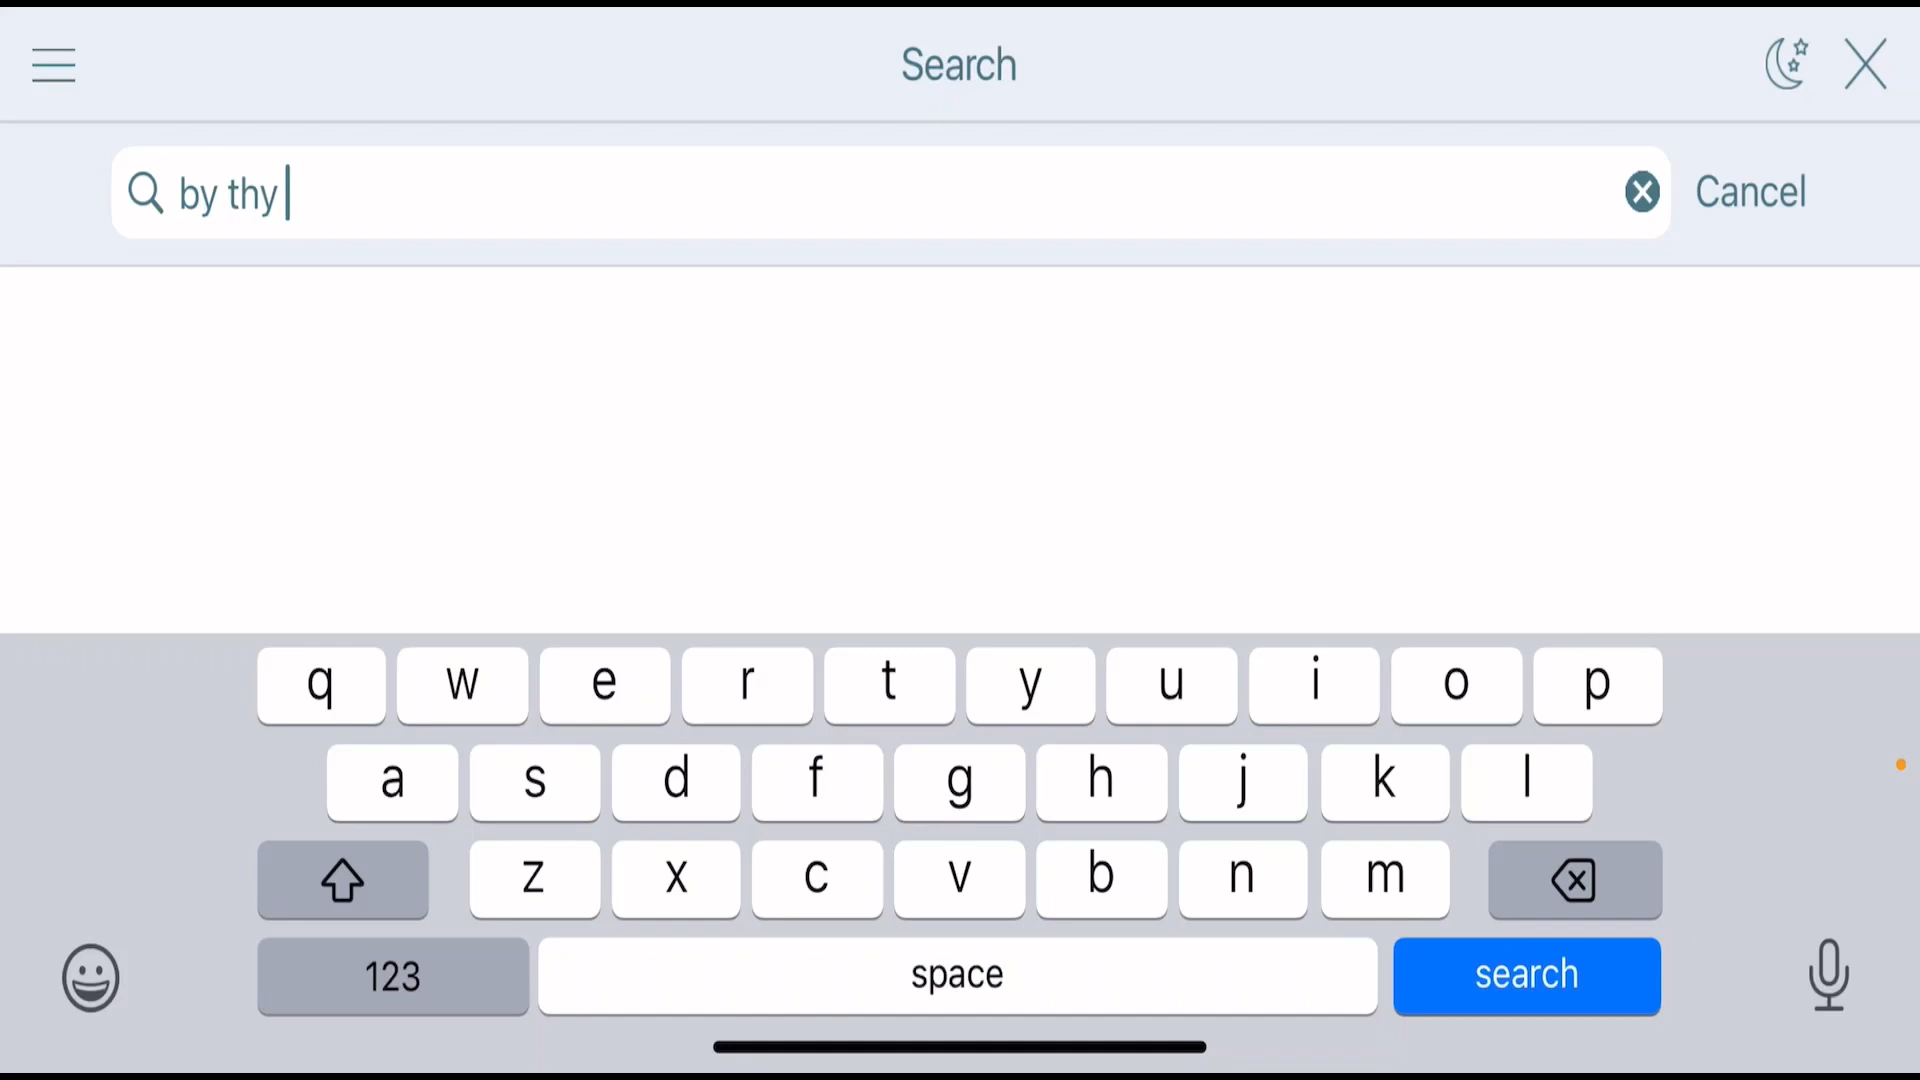 Search
by thy
Cancel
q w e r t y u i o p
a s d f g h j k l
z x c v b n m
123 space search